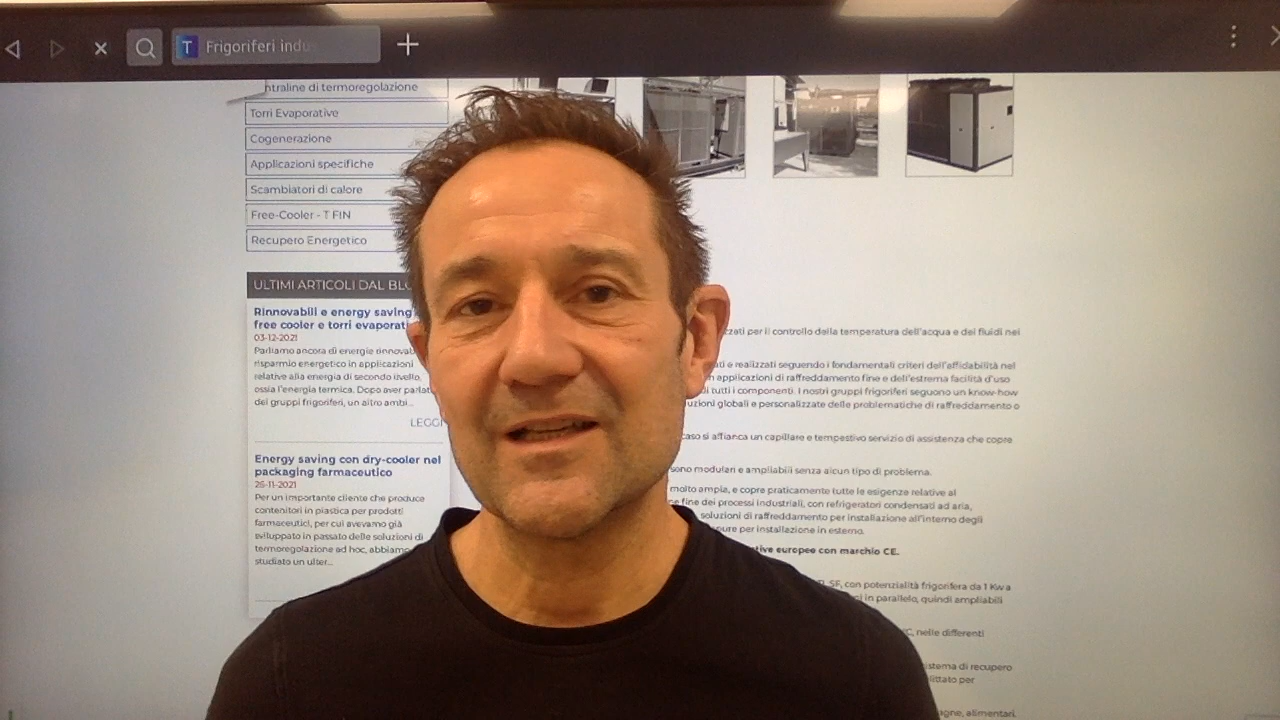 T Frigoriferi indu
ntraline di termoregolazione
Torri Evaporative
Cogenerazione
Applicazioni specifiche
Scambiatori di calore
Free-Cooler - T FIN
Recupero Energetico
ULTIMI ARTICOLI DAL BLO
Rinnovabili e energy saving
free cooler e torri evaporati
03-12-2021
Parliamo ancora di energie rinnovab
risparmio energetico in applicazioni
relative alla energia di secondo livello,
ossia l'energia termica. Dopo aver parlat
dei gruppi frigoriferi, un altro ambi...
LEGGI
Energy saving con dry-cooler nel
packaging farmaceutico
25-11-2021
Per un importante cliente che produce
contenitori in plastica per prodotti
farmaceutici, per cui avevamo già
sviluppato in passato delle soluzioni di
termoregolazione ad hoc, abbiamo
studiato un ulter...
zzati per il controllo della temperatura dell'acqua e dei fluidi nei
ati e realizzati seguendo i fondamentali criteri dell'affidabilità nel
n applicazioni di raffreddamento fine e dell'estrema facilità d'uso
di tutti i componenti. I nostri gruppi frigoriferi seguono un know-how
uzioni globali e personalizzate delle problematiche di raffreddamento o
caso si affianca un capillare e tempestivo servizio di assistenza che copre
sono modulari e ampliabili senza alcun tipo di problema.
molto ampia, e copre praticamente tutte le esigenze relative al
ne fine dei processi industriali, con refrigeratori condensati ad aria,
soluzioni di raffreddamento per installazione all'interno degli
pure per installazione in esterno.
tive europee con marchio CE.
SF, con potenzialità frigorifera da 1 Kw a
ni in parallelo, quindi ampliabili
°C, nelle differenti
istema di recupero
per
agne, alimentari,